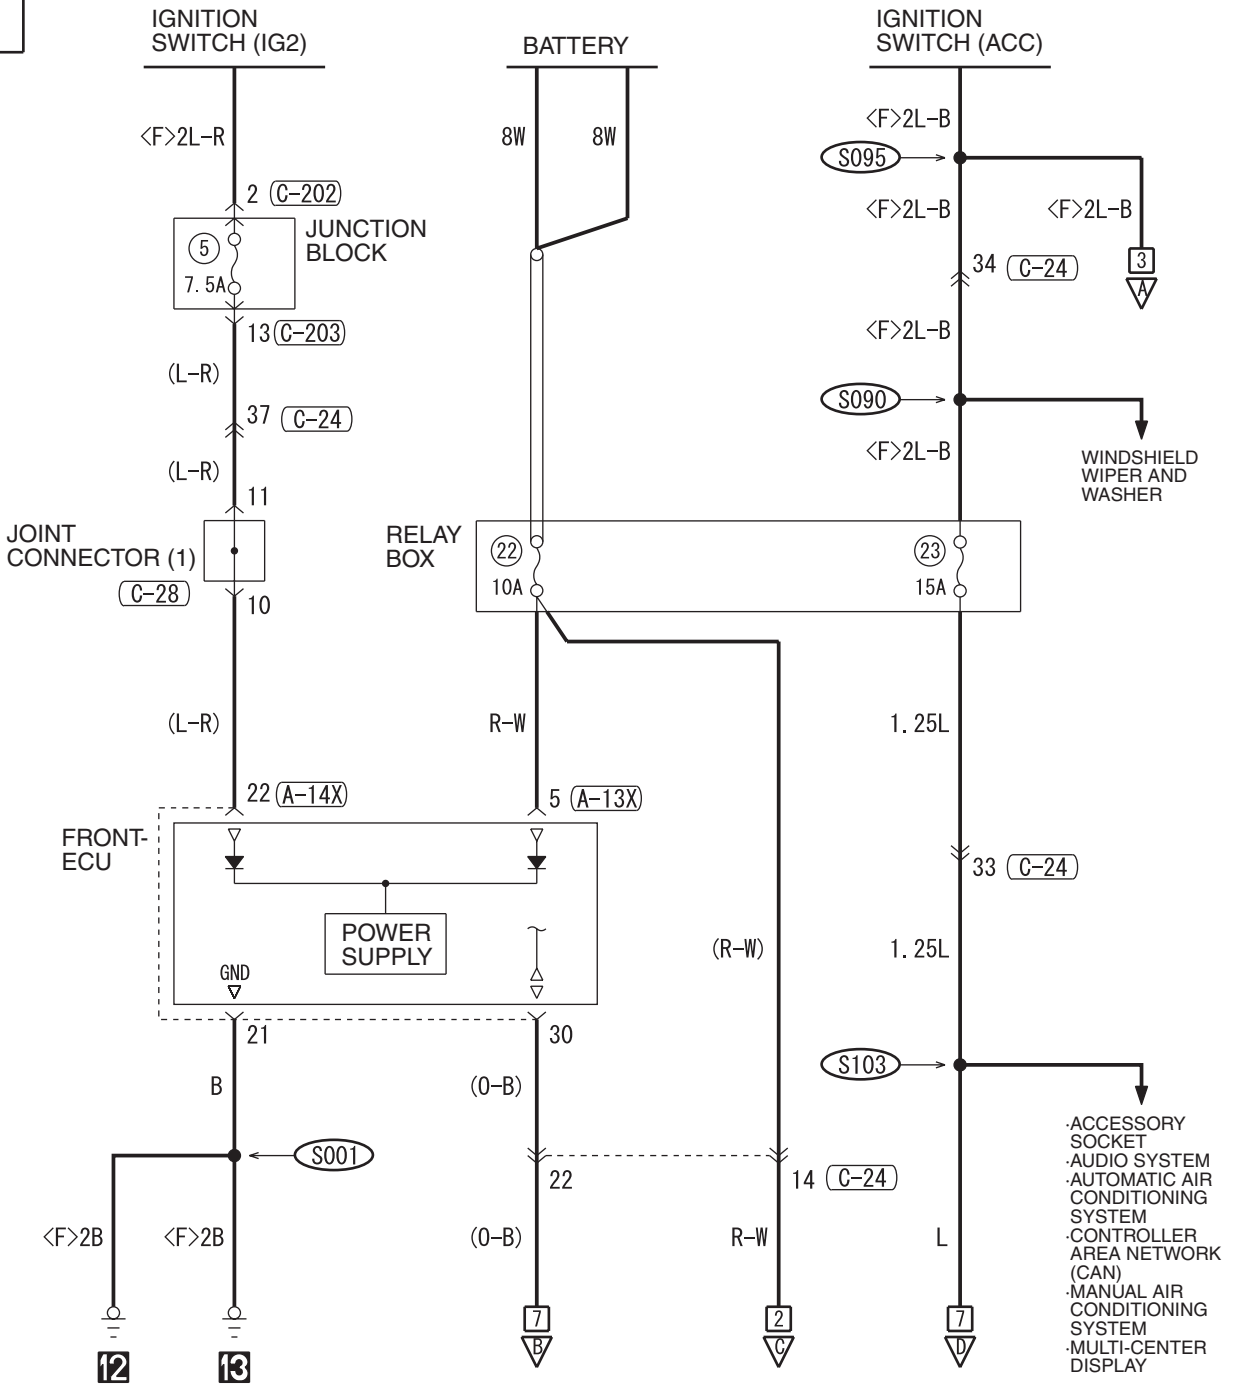 IGNITION
SWITCH (IG2)
BATTERY
IGNITION
SWITCH (ACC)
<F>2L-R
8W
8W
<F>2L-B
S095
2 (C-202)
<F>2L-B
<F>2L-B
JUNCTION
BLOCK
5
7.5A
34 (C-24)
3
A
13 (C-203)
<F>2L-B
(L-R)
37 (C-24)
S090
<F>2L-B
WINDSHIELD
WIPER AND
WASHER
(L-R)
11
JOINT
CONNECTOR (1)
(C-28)
10
RELAY
BOX
22
10A
23
15A
(L-R)
R-W
1.25L
22 (A-14X)
5 (A-13X)
FRONT-
ECU
33 (C-24)
POWER
SUPPLY
GND
(R-W)
1.25L
21
30
B
(O-B)
S103
·ACCESSORY
SOCKET
·AUDIO SYSTEM
·AUTOMATIC AIR
CONDITIONING
SYSTEM
·CONTROLLER
AREA NETWORK
(CAN)
·MANUAL AIR
CONDITIONING
SYSTEM
·MULTI-CENTER
DISPLAY
S001
22
14 (C-24)
<F>2B
<F>2B
(O-B)
R-W
L
7
B
2
C
7
D
12
13